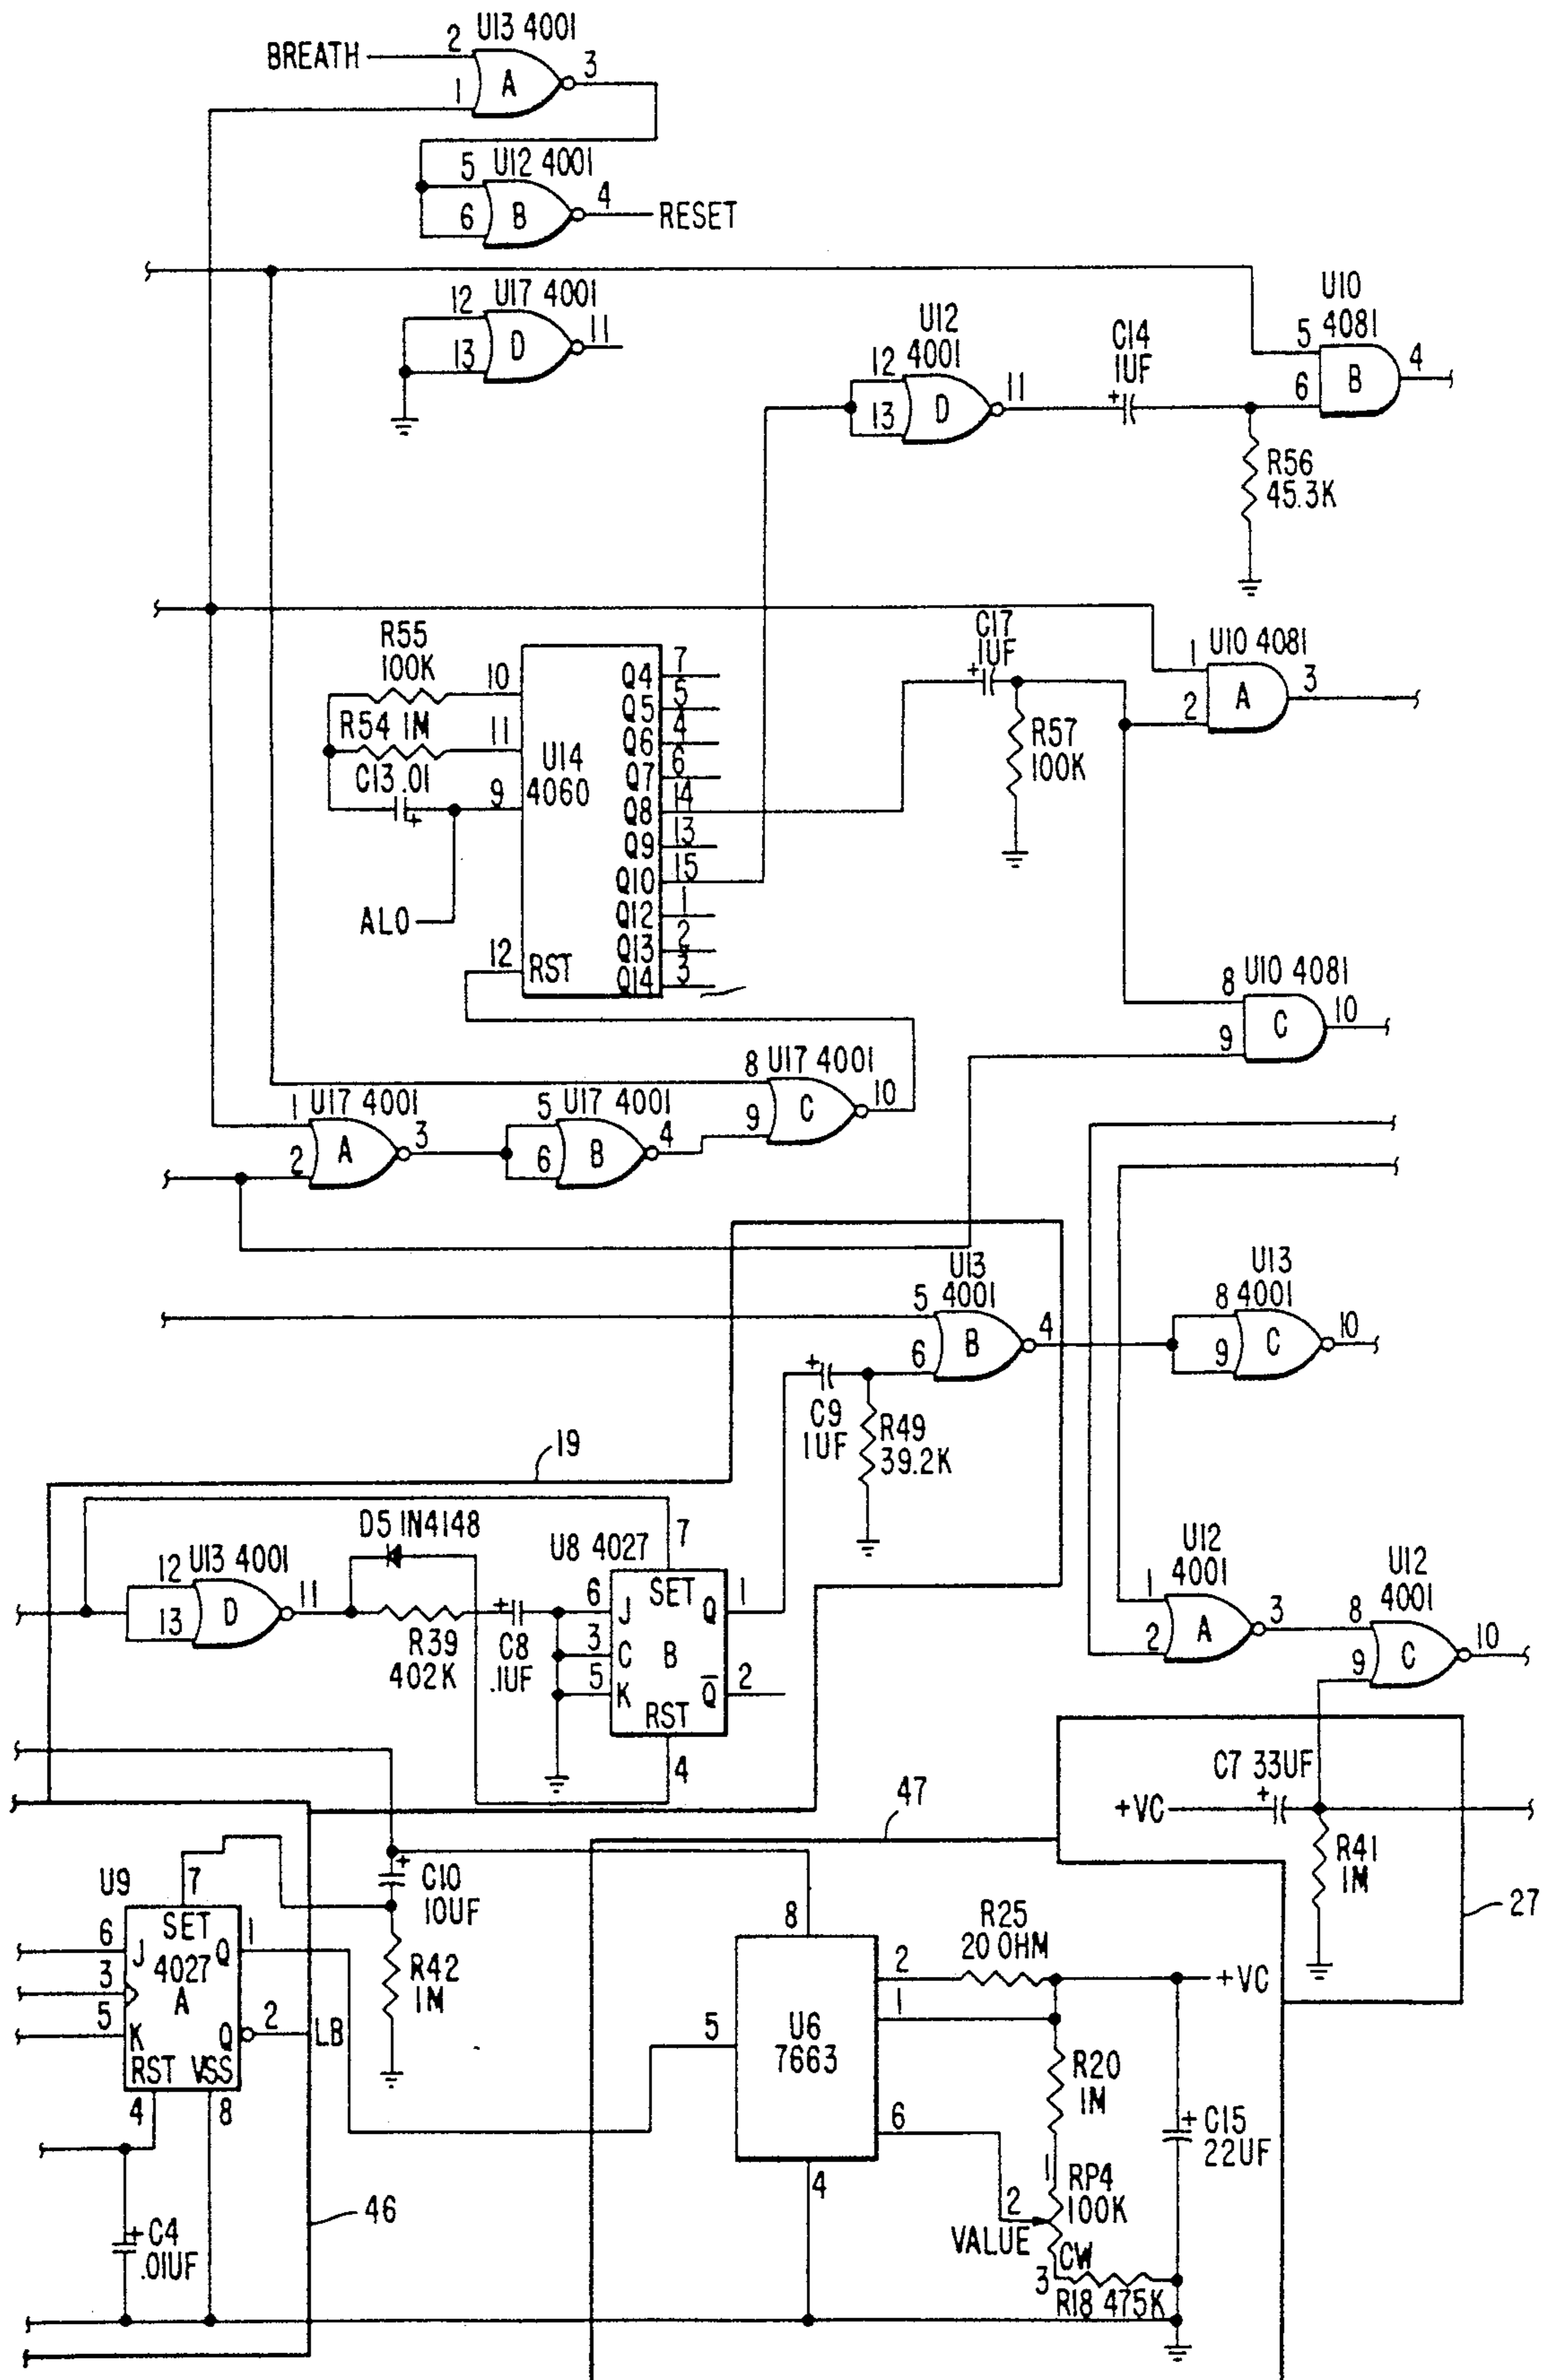 U13 4001
BREATH 2
1 A 3
5 U12 4001
6 B 4 RESET
12 U17 4001
13 D 11
U12
4001
12
13 D 11
C14
1UF
+
U10
4081
5
6 B 4
R56
45.3K
R55
100K
10
R54 1M
11
C13 .01
+
9
U14
4060
ALO
12 RST
Q4 7
Q5 5
Q6 4
Q7 6
Q8 14
Q9 13
Q10 15
Q12 1
Q13 2
Q14 3
C17
1UF
+
R57
100K
U10 4081
1
2 A 3
U10 4081
8
9 C 10
U17 4001
1
2 A 3
U17 4001
5
6 B 4
U17 4001
8
9 C 10
U13
4001
5
6 B 4
U13
4001
8
9 C 10
+
C9
1UF
R49
39.2K
19
D5 1N4148
U13 4001
12
13 D 11
R39
402K
+
C8
.1UF
U8 4027
7
SET
6 J Q 1
3 C B
5 K Q̅ 2
RST
4
U12
4001
1
2 A 3
U12
4001
8
9 C 10
C7 33UF
+VC +
R41
1M
27
47
U9
7
SET
6 J Q 1
3 4027
A
5 K Q 2 LB
RST VSS
4 8
+
C10
10UF
R42
1M
+ C4
.01UF
46
8
U6
7663
5
2
1
6
4
R25
20 OHM
+VC
R20
1M
1
RP4
100K
2
VALUE
CW
3
R18 475K
+ C15
22UF